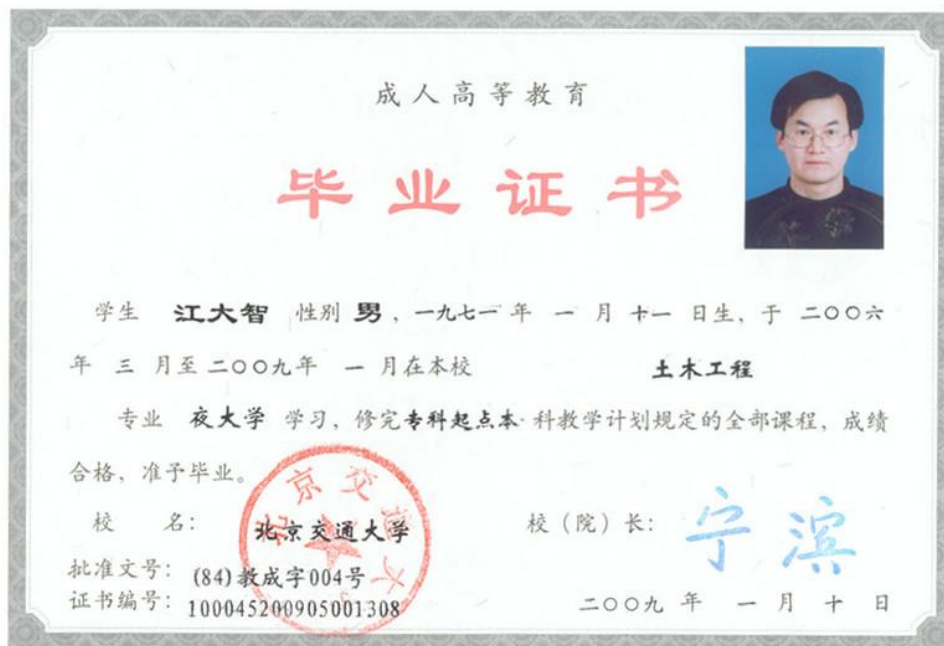 成人高等教育
毕业证书
学生 江大智 性别 男，一九七一 年 一 月 十一 日生，于 二〇〇六
年 三 月至 二〇〇九年 一 月在本校 土木工程
专业 夜大学 学习，修完专科起点本 科教学计划规定的全部课程，成绩
合格，准予毕业。
校 名： 北京交通大学 校（院）长： 宁滨
北京交通大学
批准文号： (84)教成字004号
证书编号： 100045200905001308 二〇〇九 年 一 月 十 日